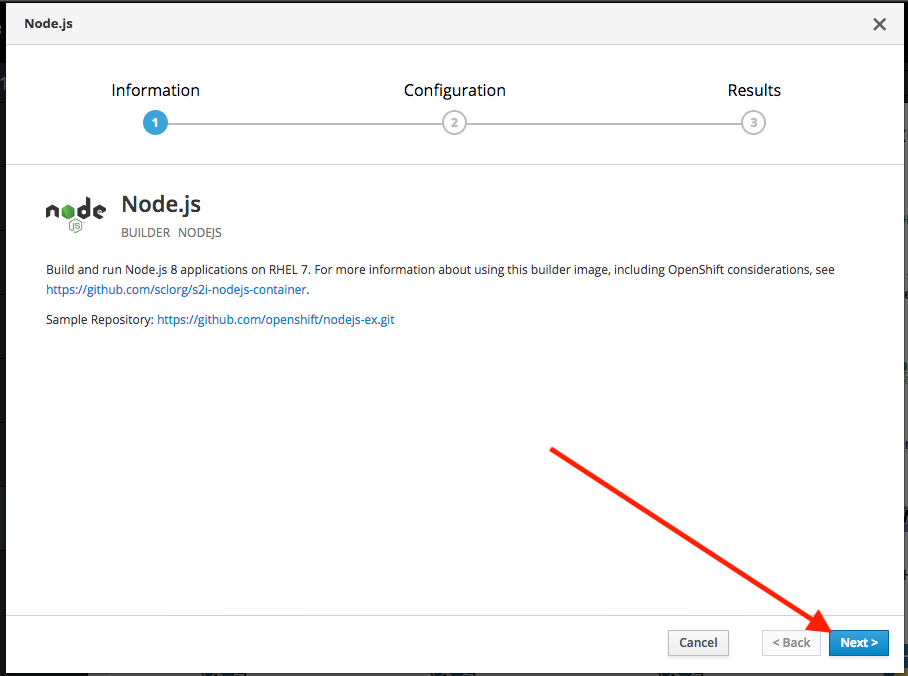 Node.js
Information Configuration Results
1 2 3
node
JS
Node.js
BUILDER NODEJS
Build and run Node.js 8 applications on RHEL 7. For more information about using this builder image, including OpenShift considerations, see
https://github.com/sclorg/s2i-nodejs-container.
Sample Repository: https://github.com/openshift/nodejs-ex.git
Cancel < Back Next >